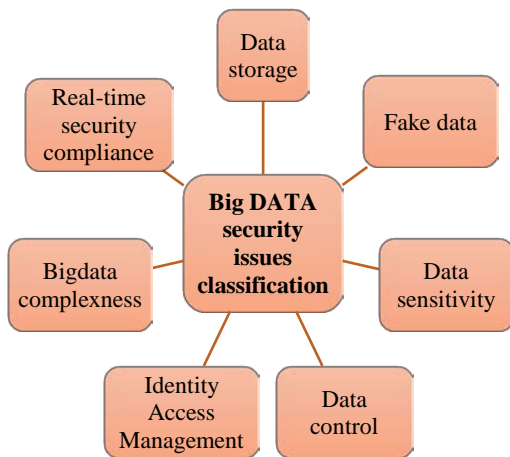 Data
storage
Real-time
security
compliance
Fake data
Big DATA
security
issues
classification
Bigdata
complexness
Data
sensitivity
Identity
Access
Management
Data
control